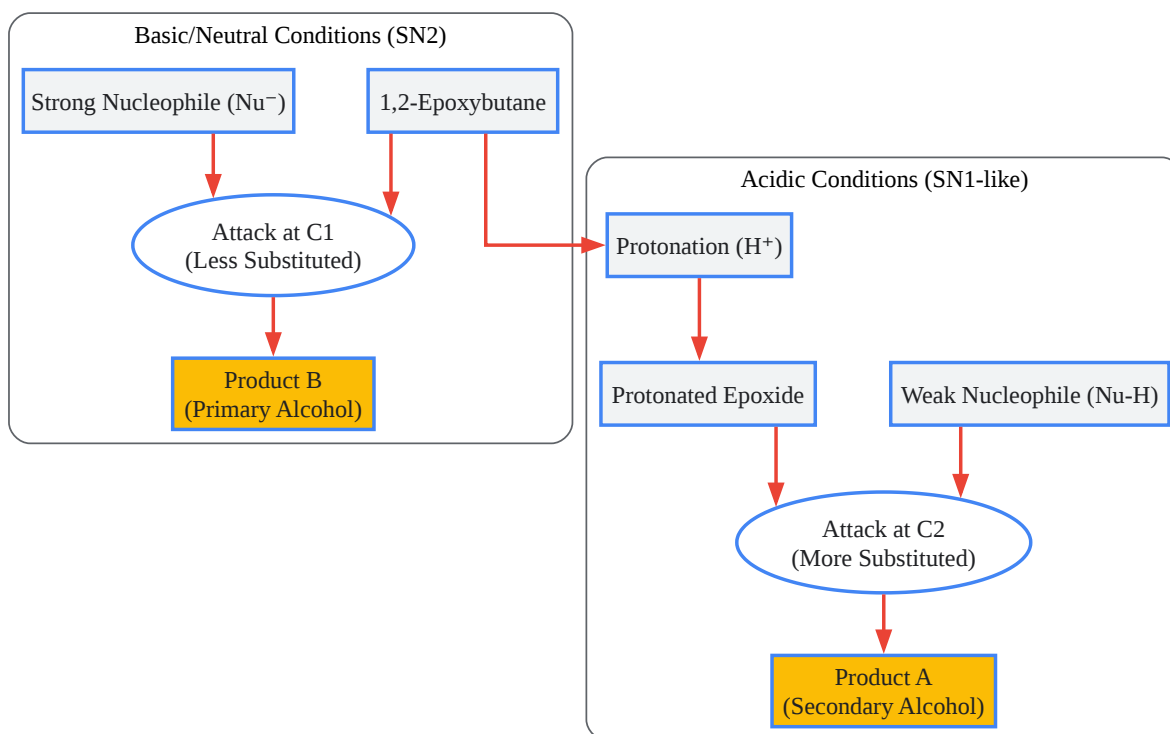 Basic/Neutral Conditions (SN2)
Strong Nucleophile (Nu⁻)
1,2-Epoxybutane
Attack at C1
(Less Substituted)
Product B
(Primary Alcohol)
Acidic Conditions (SN1-like)
Protonation (H⁺)
Protonated Epoxide
Weak Nucleophile (Nu-H)
Attack at C2
(More Substituted)
Product A
(Secondary Alcohol)